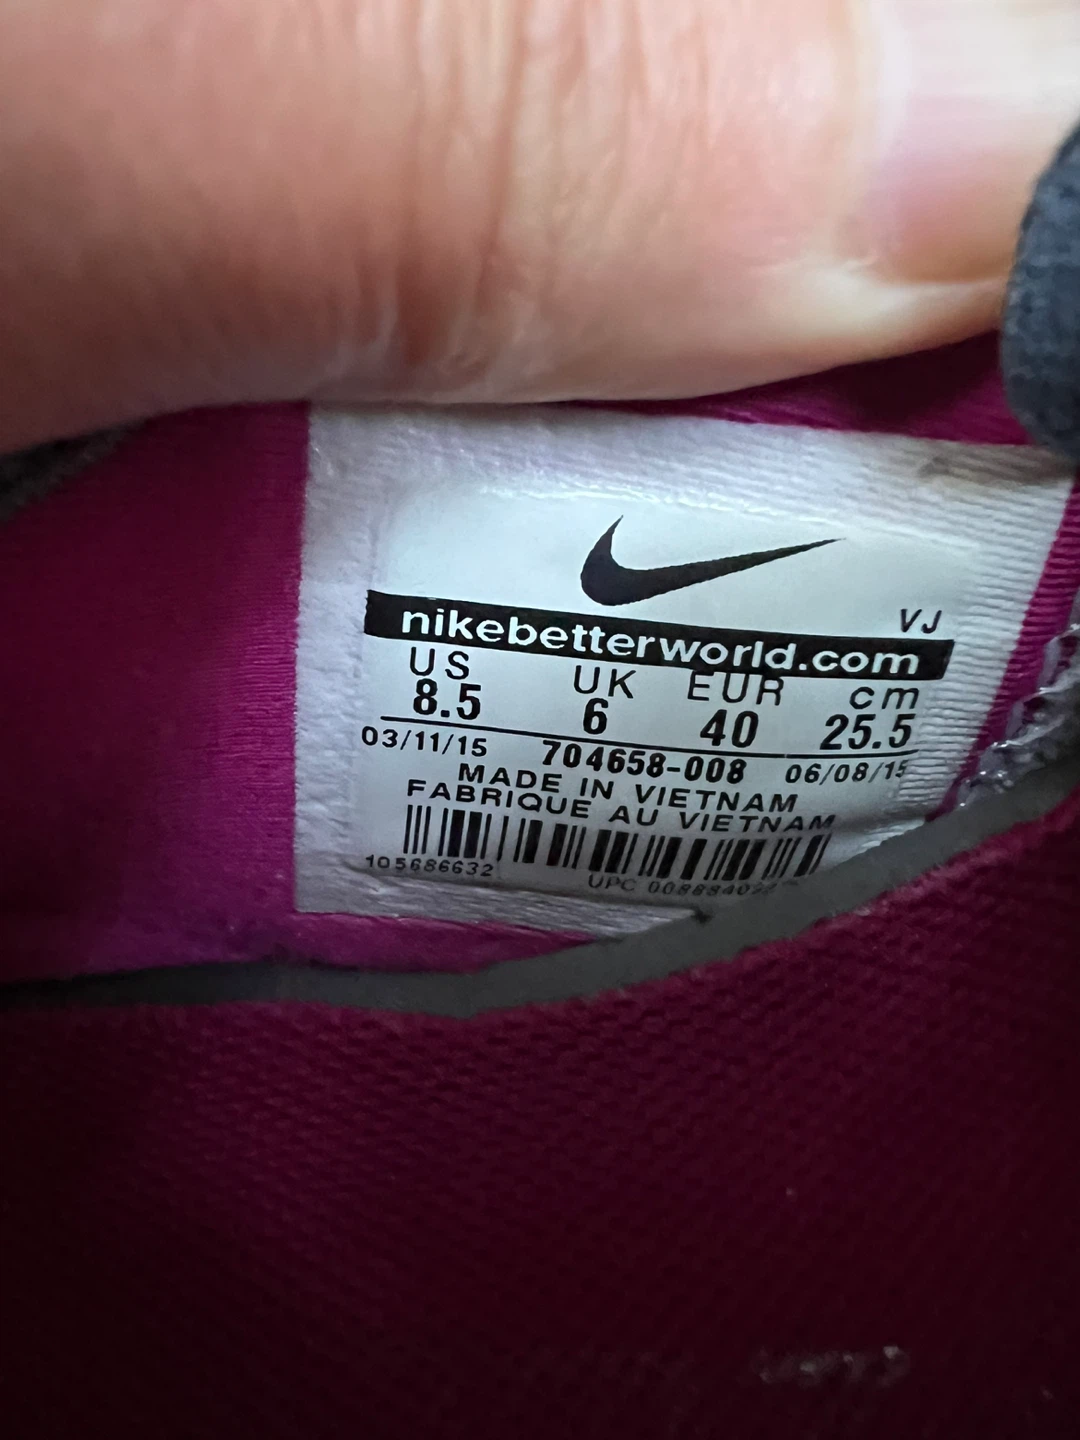 VJ
nikebetterworld.com
US UK EUR cm
8.5 6 40 25.5
03/11/15 704658-008 06/08/15
MADE IN VIETNAM
FABRIQUE AU VIETNAM
105686632
UPC